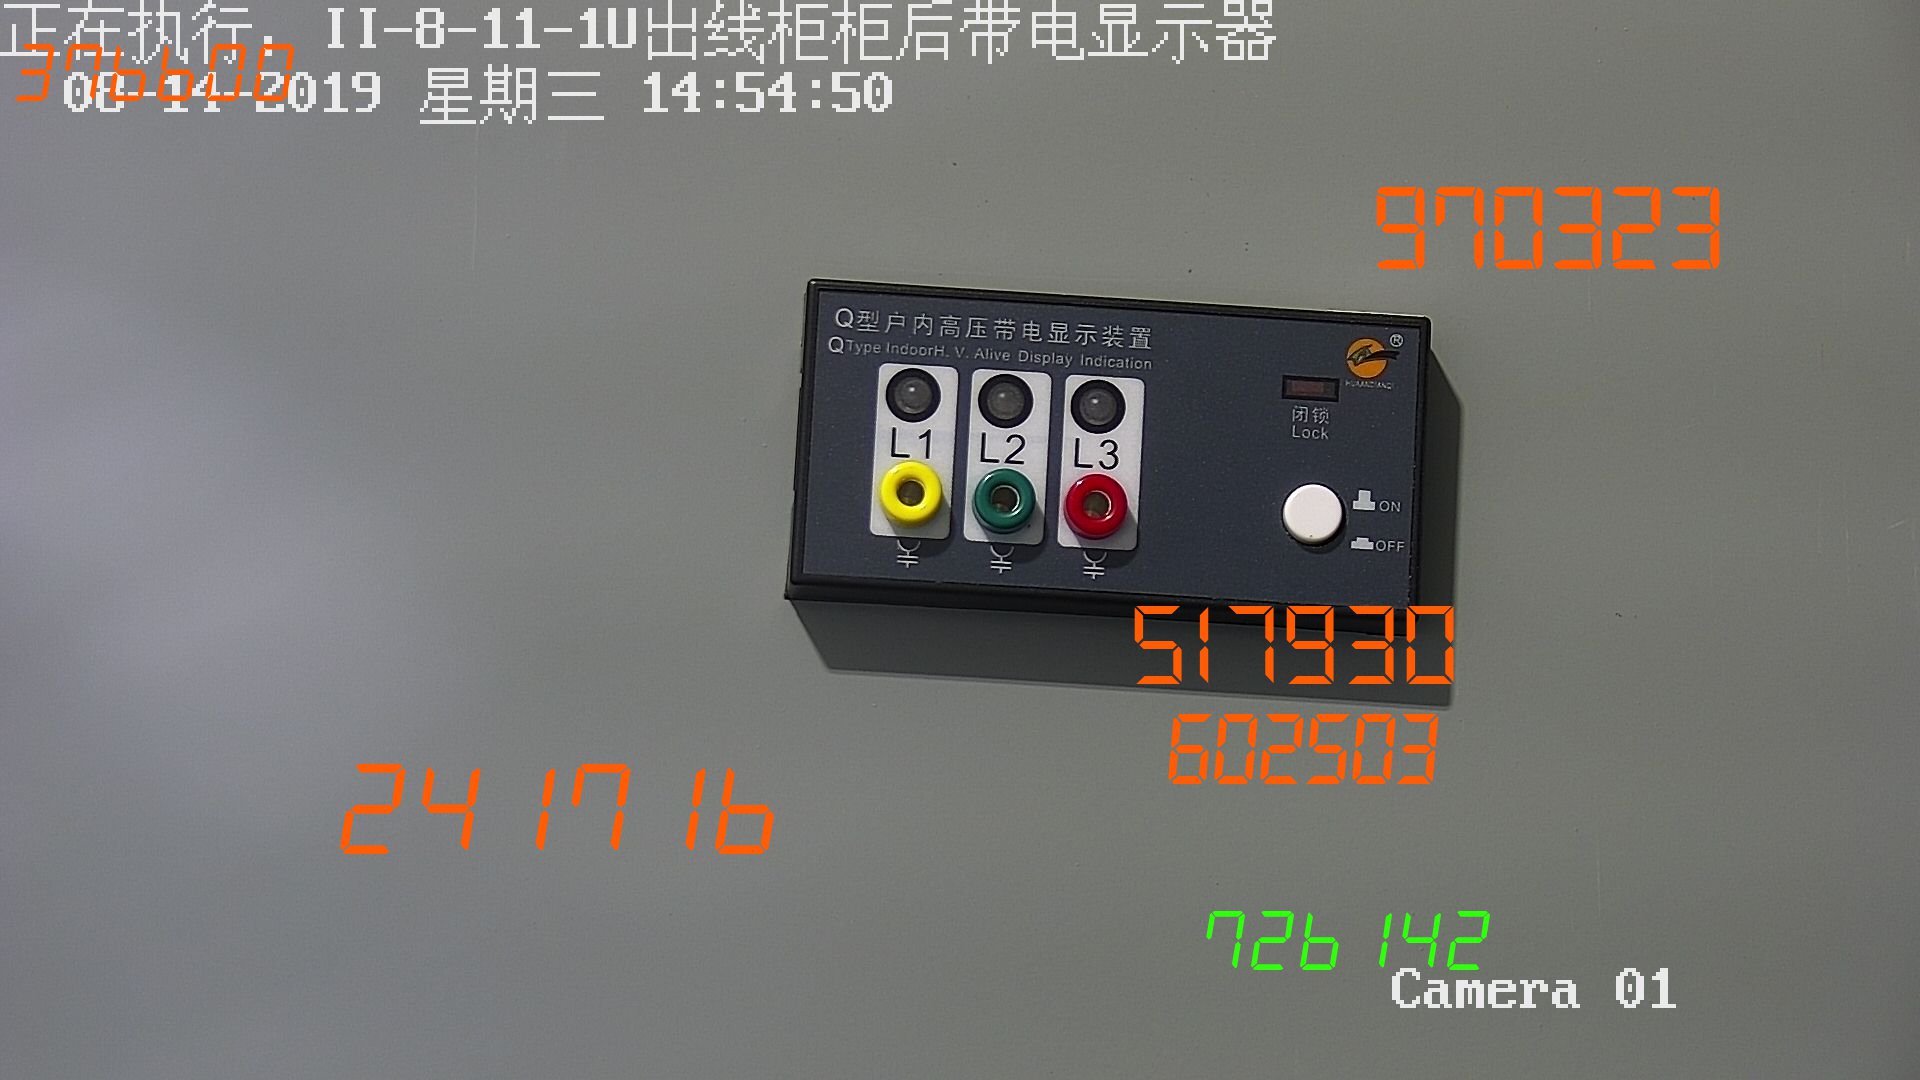 正在执行. II-8-11-1U出线柜柜后带电显示器
376600
08-14-2019 星期三 14:54:50
970323
Q型户内高压带电显示装置
QType IndoorH. V. Alive Display Indication
®
HUAANDIANQI
闭锁
Lock
L1 L2 L3
ON
OFF
517930
602503
241716
726142
Camera 01